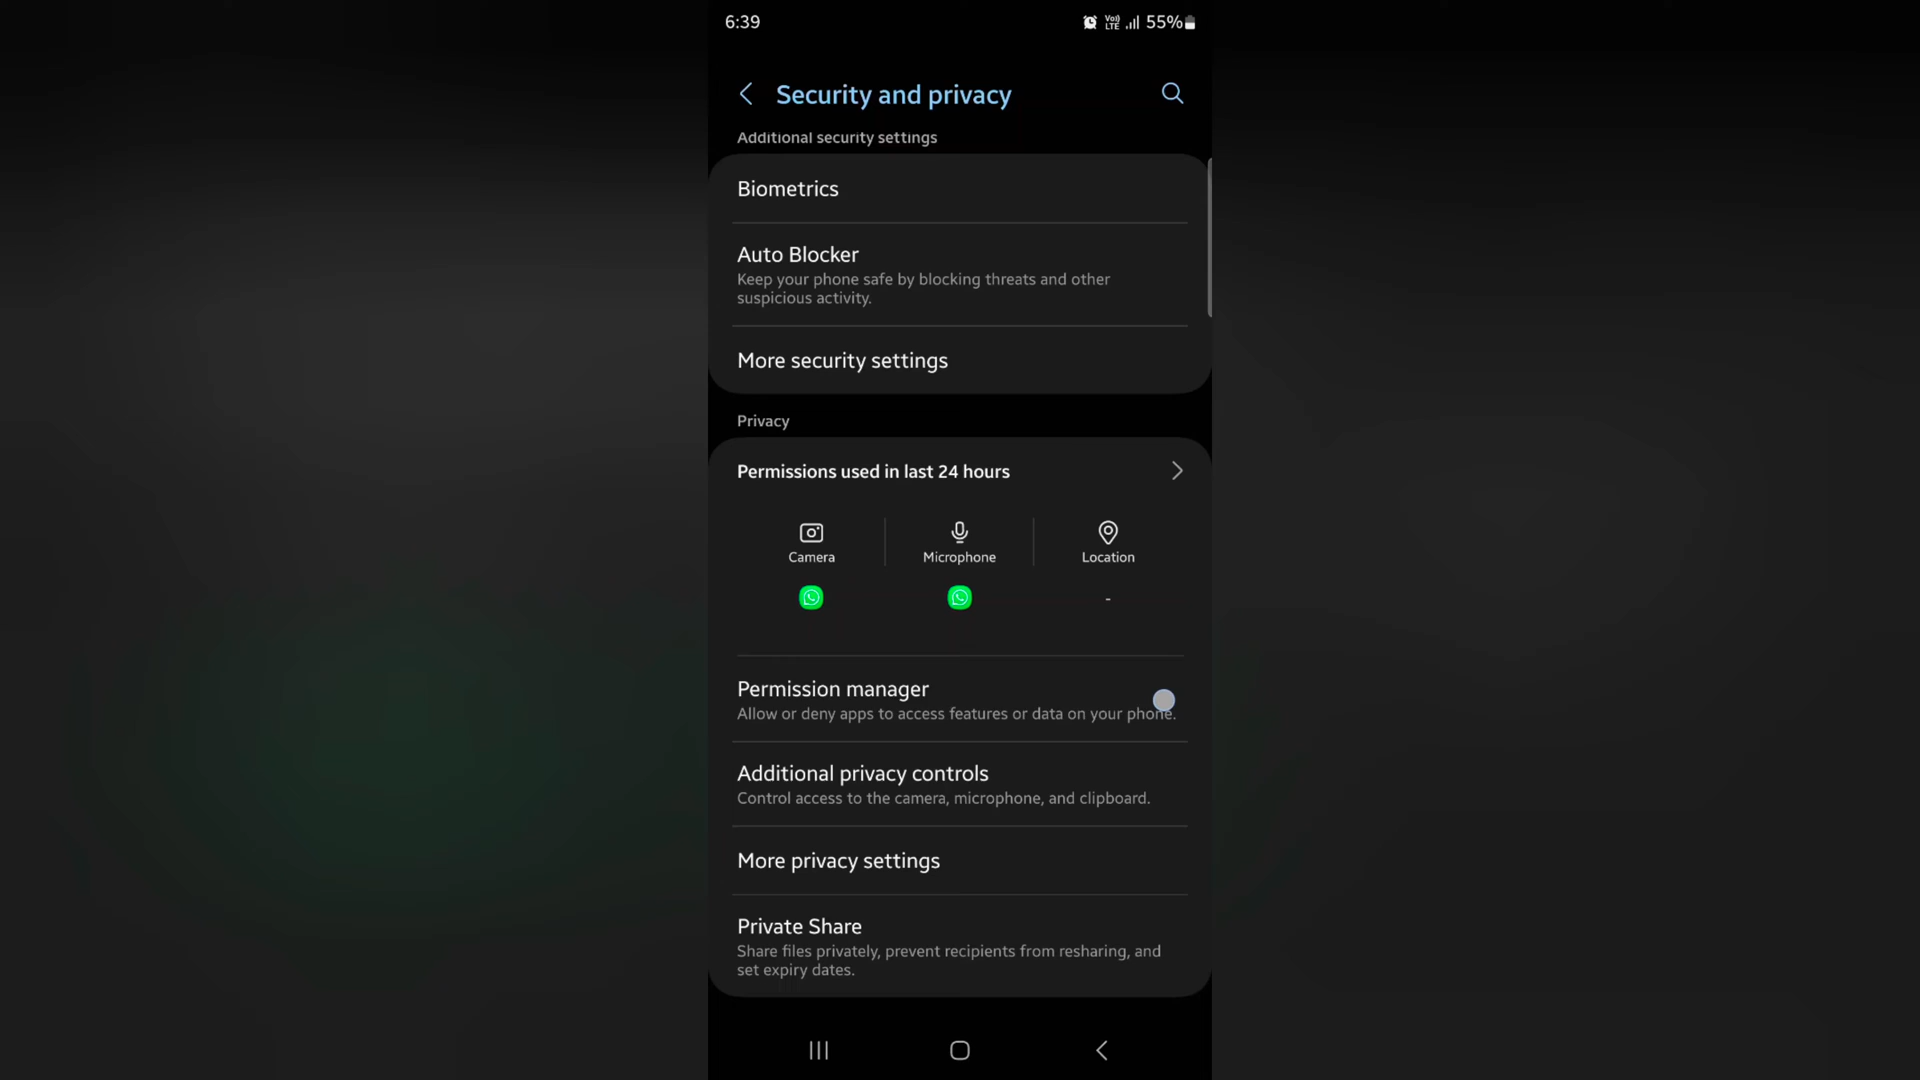 6:39
Vo)) LTE 55%
Security and privacy
Additional security settings
Biometrics
Auto Blocker
Keep your phone safe by blocking threats and other
suspicious activity.
More security settings
Privacy
Permissions used in last 24 hours
Camera Microphone Location
-
Permission manager
Allow or deny apps to access features or data on your phone.
Additional privacy controls
Control access to the camera, microphone, and clipboard.
More privacy settings
Private Share
Share files privately, prevent recipients from resharing, and
set expiry dates.